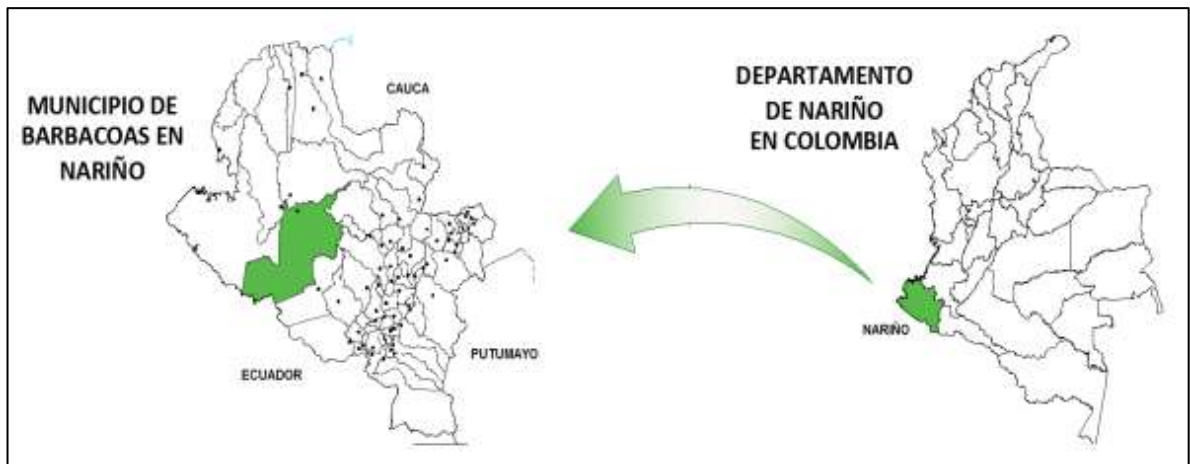 MUNICIPIO DE
BARBACOAS EN
NARIÑO
CAUCA
ECUADOR
PUTUMAYO
DEPARTAMENTO
DE NARIÑO
EN COLOMBIA
NARIÑO